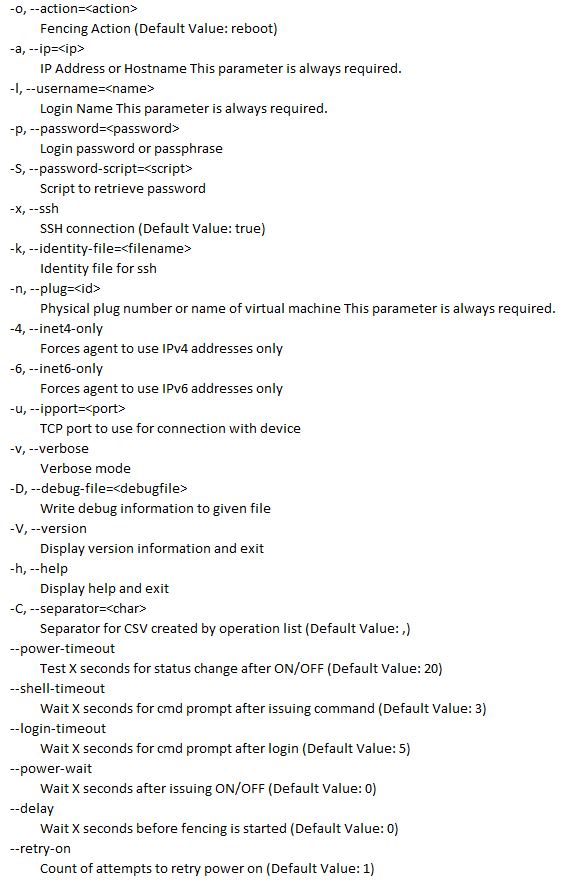 -o, --action=<action>
Fencing Action (Default Value: reboot)
-a, --ip=<ip>
IP Address or Hostname This parameter is always required.
-l, --username=<name>
Login Name This parameter is always required.
-p, --password=<password>
Login password or passphrase
-S, --password-script=<script>
Script to retrieve password
-x, --ssh
SSH connection (Default Value: true)
-k, --identity-file=<filename>
Identity file for ssh
-n, --plug=<id>
Physical plug number or name of virtual machine This parameter is always required.
-4, --inet4-only
Forces agent to use IPv4 addresses only
-6, --inet6-only
Forces agent to use IPv6 addresses only
-u, --ipport=<port>
TCP port to use for connection with device
-v, --verbose
Verbose mode
-D, --debug-file=<debugfile>
Write debug information to given file
-V, --version
Display version information and exit
-h, --help
Display help and exit
-C, --separator=<char>
Separator for CSV created by operation list (Default Value: ,)
--power-timeout
Test X seconds for status change after ON/OFF (Default Value: 20)
--shell-timeout
Wait X seconds for cmd prompt after issuing command (Default Value: 3)
--login-timeout
Wait X seconds for cmd prompt after login (Default Value: 5)
--power-wait
Wait X seconds after issuing ON/OFF (Default Value: 0)
--delay
Wait X seconds before fencing is started (Default Value: 0)
--retry-on
Count of attempts to retry power on (Default Value: 1)